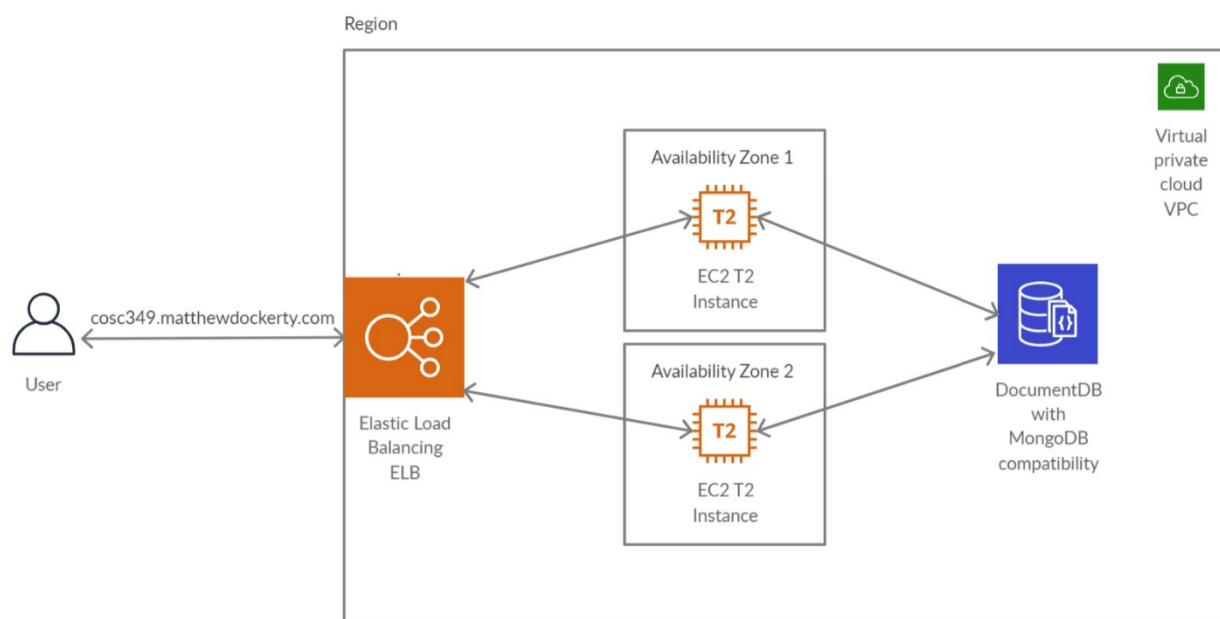 Region
Virtual
private
cloud
VPC
Availability Zone 1
T2
EC2 T2
Instance
cosc349.matthewdockerty.com
User
Elastic Load
Balancing
ELB
Availability Zone 2
T2
EC2 T2
Instance
{}
DocumentDB
with
MongoDB
compatibility